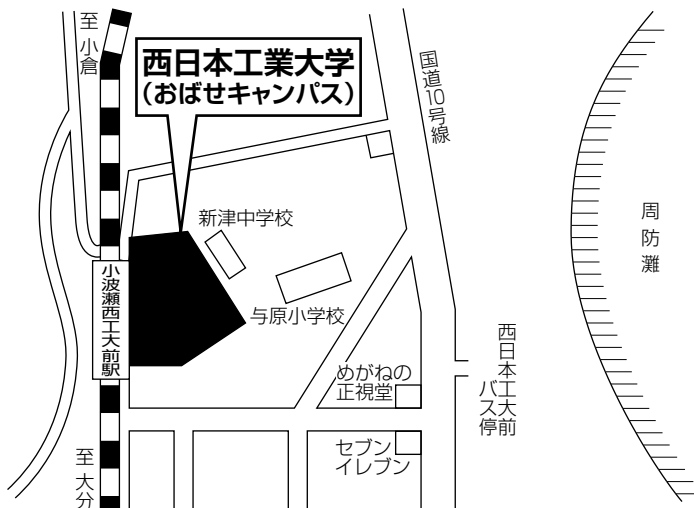 至 小倉
西日本工業大学
（おばせキャンパス）
国道10号線
新津中学校
周防灘
小波瀬西工大前駅
与原小学校
めがねの
正視堂
西日本工大前
バス停
セブン
イレブン
至 大分